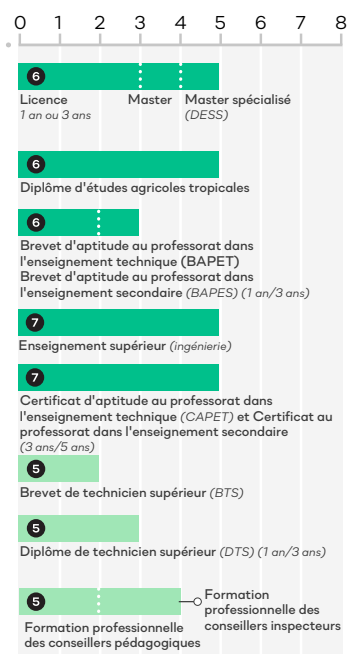 0 1 2 3 4 5 6 7 8
6
Licence Master Master spécialisé
1 an ou 3 ans (DESS)
6
Diplôme d'études agricoles tropicales
6
Brevet d'aptitude au professorat dans
l'enseignement technique (BAPET)
Brevet d'aptitude au professorat dans
l'enseignement secondaire (BAPES) (1 an/3 ans)
7
Enseignement supérieur (ingénierie)
7
Certificat d'aptitude au professorat dans
l'enseignement technique (CAPET) et Certificat au
professorat dans l'enseignement secondaire
(3 ans/5 ans)
5
Brevet de technicien supérieur (BTS)
5
Diplôme de technicien supérieur (DTS) (1 an/3 ans)
5
Formation
professionnelle des
conseillers inspecteurs
Formation professionnelle
des conseillers pédagogiques